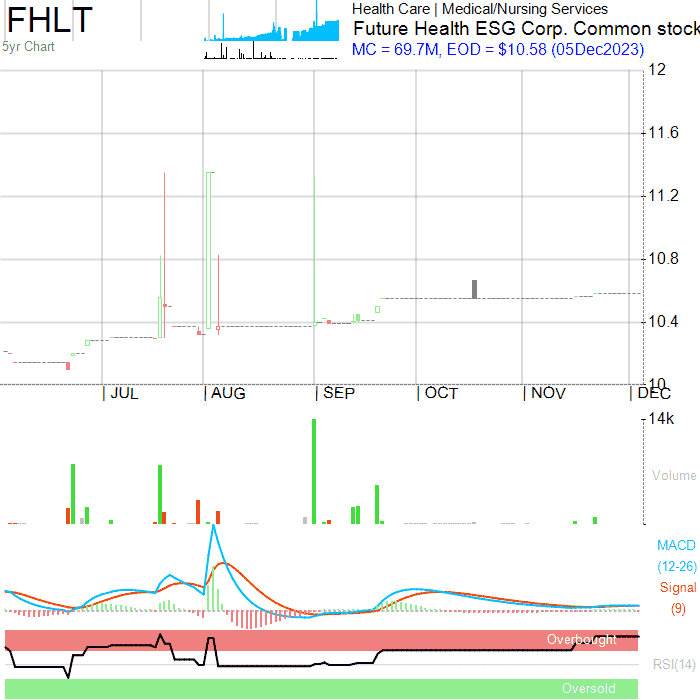 FHLT
5yr Chart
Health Care | Medical/Nursing Services
Future Health ESG Corp. Common stock
MC = 69.7M, EOD = $10.58 (05Dec2023)
12
11.6
11.2
10.8
10.4
10
JUL AUG SEP OCT NOV DEC
14k
Volume
MACD
(12-26)
Signal
(9)
Overbought
RSI(14)
Oversold